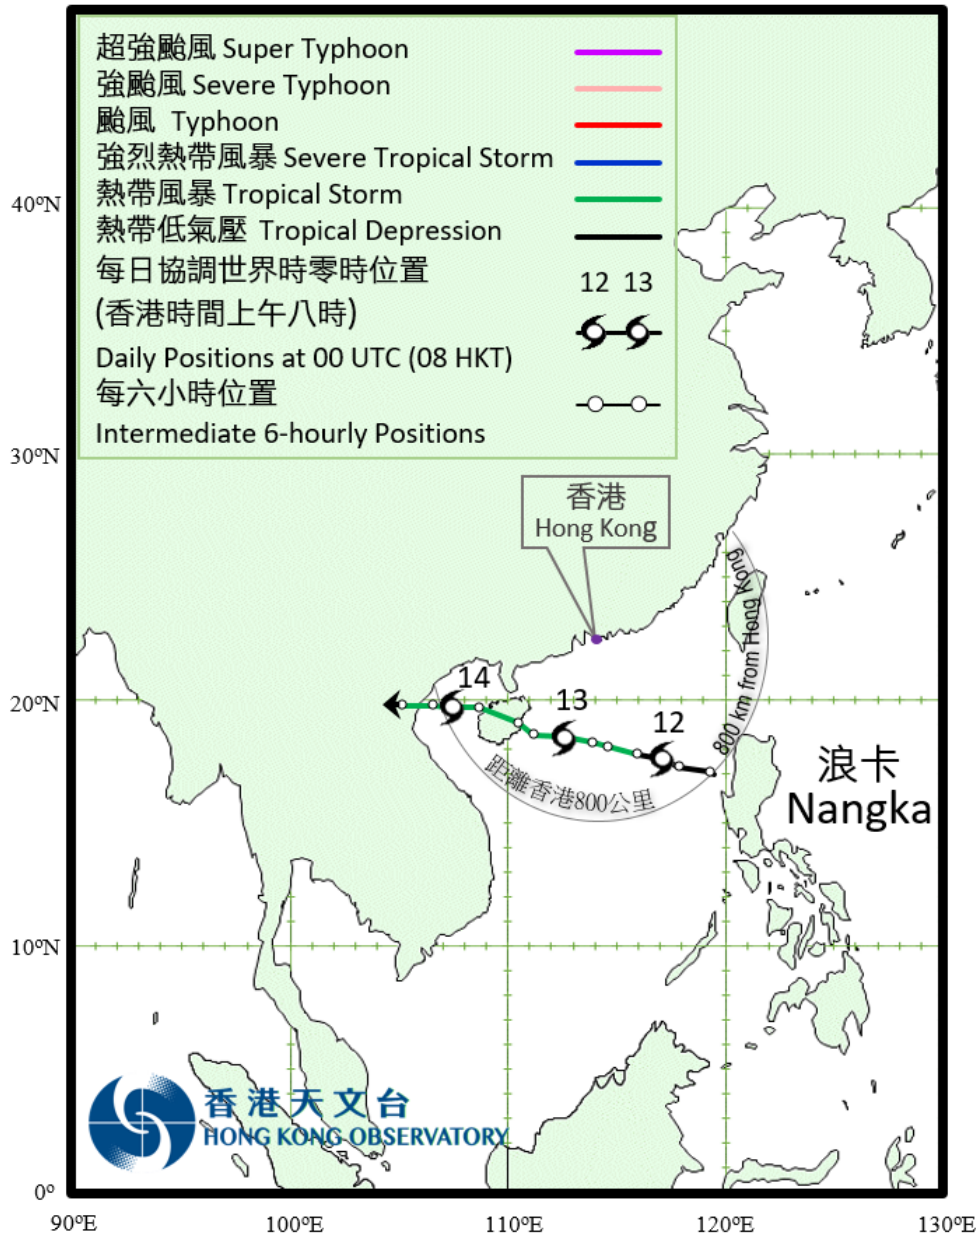 超強颱風 Super Typhoon
強颱風 Severe Typhoon
颱風 Typhoon
強烈熱帶風暴 Severe Tropical Storm
熱帶風暴 Tropical Storm
熱帶低氣壓 Tropical Depression
每日協調世界時零時位置
12 13
(香港時間上午八時)
Daily Positions at 00 UTC (08 HKT)
每六小時位置
Intermediate 6-hourly Positions
40ºN
30ºN
20ºN
10ºN
0º
香港
Hong Kong
800 km from Hong Kong
14
13
12
距離香港800公里
浪卡
Nangka
香港天文台
HONG KONG OBSERVATORY
90ºE
100ºE
110ºE
120ºE
130ºE